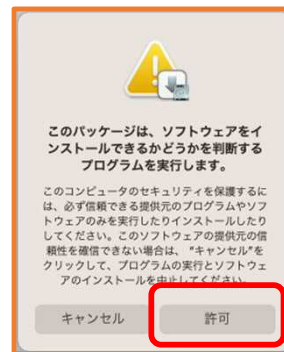 このパッケージは、ソフトウェアをイ
ンストールできるかどうかを判断する
プログラムを実行します。
このコンピュータのセキュリティを保護するに
は、必ず信頼できる提供元のプログラムやソフ
トウェアのみを実行したりインストールしたり
してください。このソフトウェアの提供元の信
頼性を確信できない場合は、“キャンセル”を
クリックして、プログラムの実行とソフトウェ
アのインストールを中止してください。
キャンセル
許可